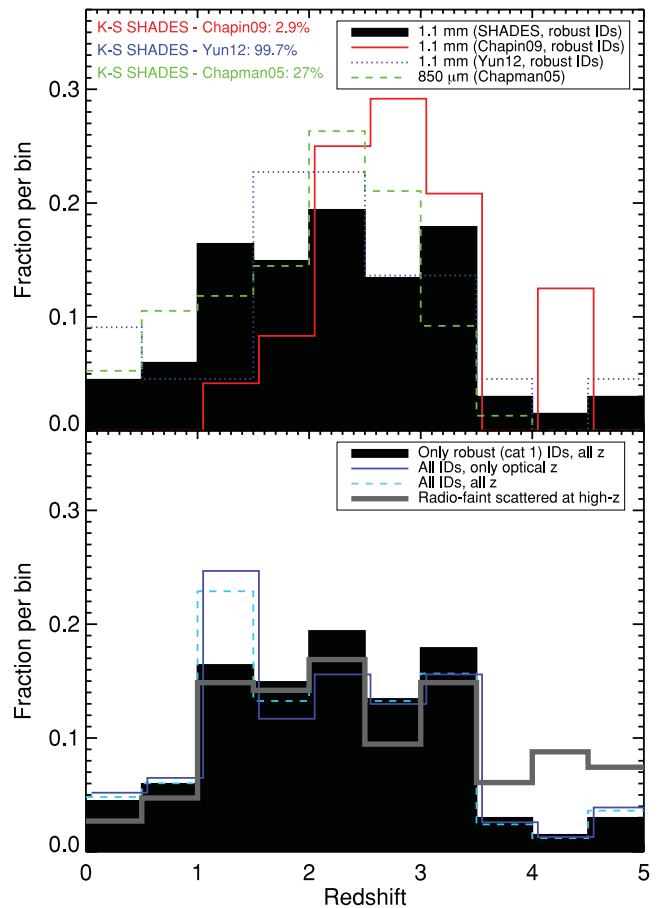 K-S SHADES - Chapin09: 2,9%
K-S SHADES - Yun12: 99.7%
K-S SHADES - Chapman05: 27%
1.1 mm (SHADES, robust IDs)
1.1 mm (Chapin09, robust IDs)
1.1 mm (Yun12, robust IDs)
850 μm (Chapman05)
Fraction per bin
0.3
0.2
0.1
0.0
Only robust (cat 1) IDs, all z
All IDs, only optical z
All IDs, all z
Radio-faint scattered at high-z
Fraction per bin
0.3
0.2
0.1
0.0
0 1 2 3 4 5
Redshift